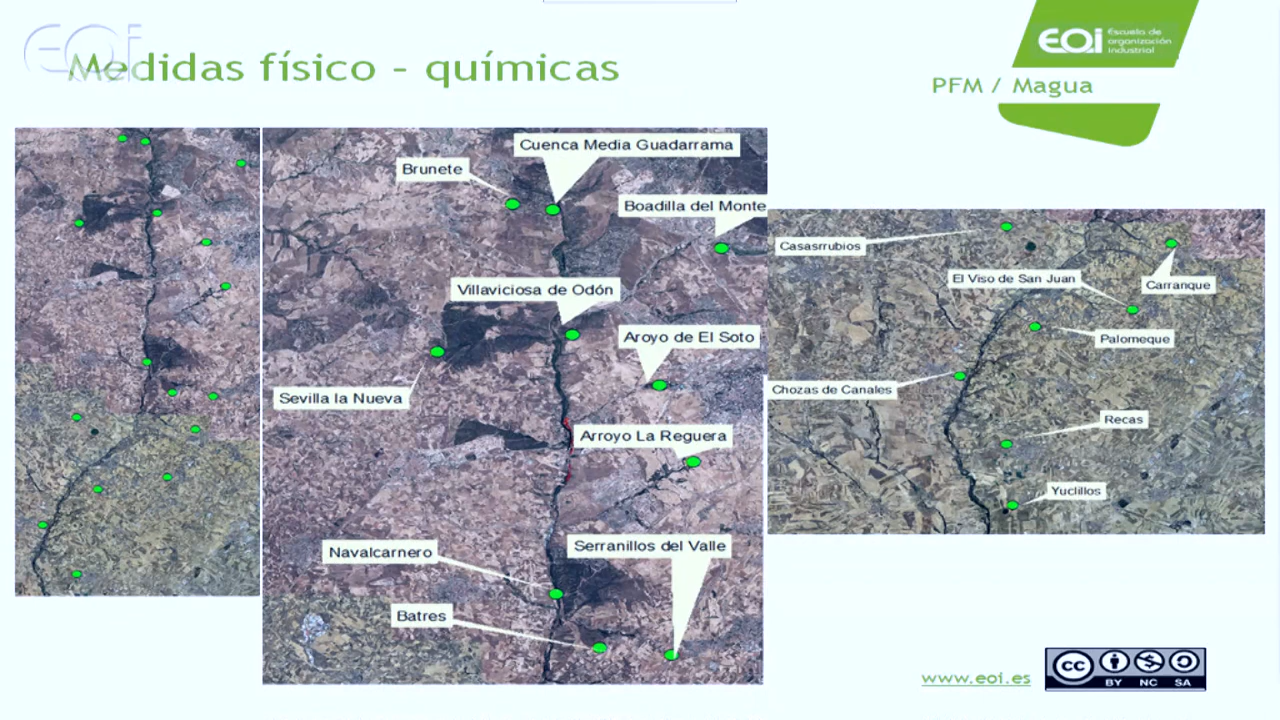 EOi
Medidas físico - químicas
EOi Escuela de
organización
industrial
PFM / Magua
Cuenca Media Guadarrama
Brunete
Boadilla del Monte
Villaviciosa de Odón
Aroyo de El Soto
Sevilla la Nueva
Arroyo La Reguera
Navalcarnero
Serranillos del Valle
Batres
Casasrrubios
El Viso de San Juan
Carranque
Palomeque
Chozas de Canales
Recas
Yuclillos
www.eoi.es
cc
BY NC SA